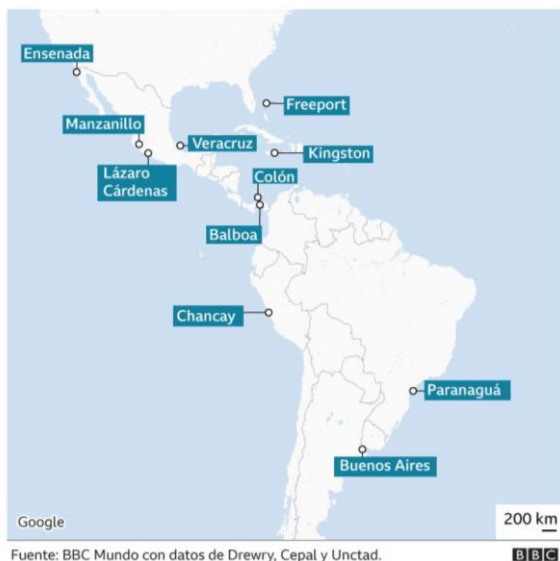 Ensenada
Freeport
Manzanillo
Veracruz
Kingston
Lázaro
Cárdenas
Colón
Balboa
Chancay
Paranaguá
Buenos Aires
Google
200 km
Fuente: BBC Mundo con datos de Drewry, Cepal y Unctad.
BBC